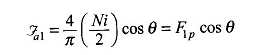 ℱₐ₁ = 4/π (Ni/2) cos θ = F₁ₚ cos θ